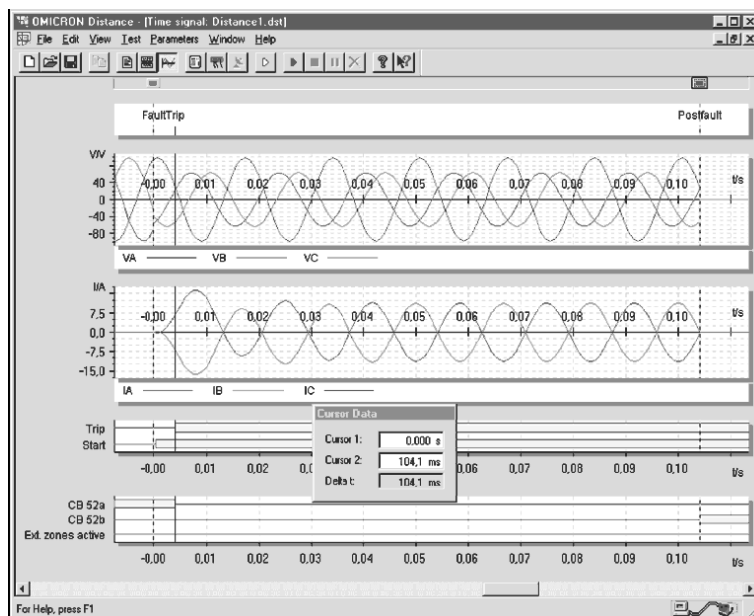 OMICRON Distance - [Time signal: Distance1.dst]
File Edit View Test Parameters Window Help
FaultTrip Postfault
V/V
40
0
-40
-80
-0,00 0,01 0,02 0,03 0,04 0,05 0,06 0,07 0,08 0,09 0,10 t/s
VA VB VC
I/A
7.5
0,0
-7.5
-15,0
-0,00 0,01 0,02 0,03 0,04 0,05 0,06 0,07 0,08 0,09 0,10 t/s
IA IB IC
Cursor Data
Cursor 1: 0.000 s
Cursor 2: 104,1 ms
Delta t: 104,1 ms
Trip
Start
-0,00 0,01 0,02 0,03 0,04 0,05 0,06 0,07 0,08 0,09 0,10 t/s
CB 52a
CB 52b
Ext. zones active
-0,00 0,01 0,02 0,03 0,04 0,05 0,06 0,07 0,08 0,09 0,10 t/s
For Help, press F1